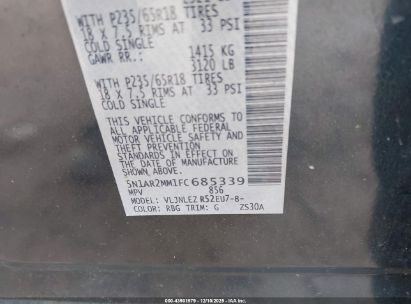 WITH P235/65R18 TIRES
18 X 7.5 RIMS AT 33 PSI
COLD SINGLE
GAWR RR.: 1415 KG
3120 LB
WITH P235/65R18 TIRES
18 X 7.5 RIMS AT 33 PSI
COLD SINGLE
THIS VEHICLE CONFORMS TO
ALL APPLICABLE FEDERAL
MOTOR VEHICLE SAFETY AND
THEFT PREVENTION
STANDARDS IN EFFECT ON THE
DATE OF MANUFACTURE
SHOWN ABOVE.
5N1AR2MM1FC685339
MPV 856
MODEL: VLJNLEZ R52EU7-8-
COLOR: RBG TRIM: G ZS30A